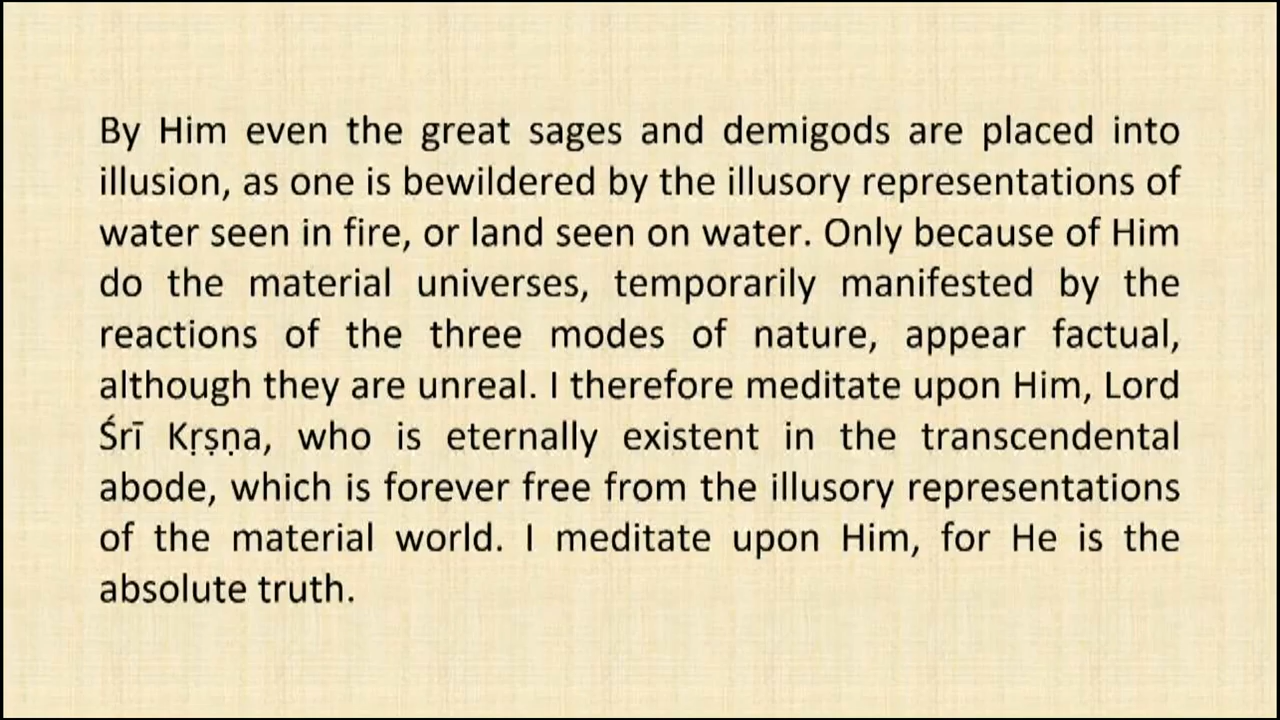 By Him even the great sages and demigods are placed into
illusion, as one is bewildered by the illusory representations of
water seen in fire, or land seen on water. Only because of Him
do the material universes, temporarily manifested by the
reactions of the three modes of nature, appear factual,
although they are unreal. I therefore meditate upon Him, Lord
Śrī Kṛṣṇa, who is eternally existent in the transcendental
abode, which is forever free from the illusory representations
of the material world. I meditate upon Him, for He is the
absolute truth.